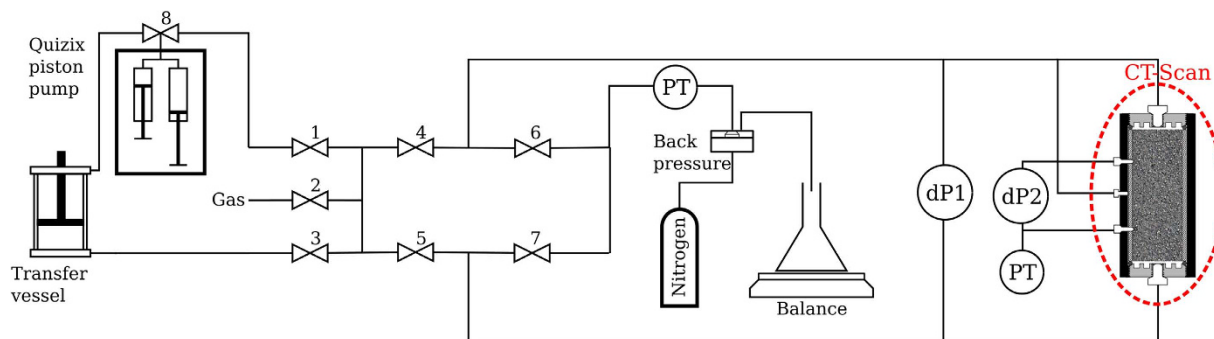 8
Quizix
piston
pump
CT-Scan
PT
1
4
6
Back
pressure
2
Gas
dP1
dP2
3
5
7
Nitrogen
PT
Transfer
vessel
Balance